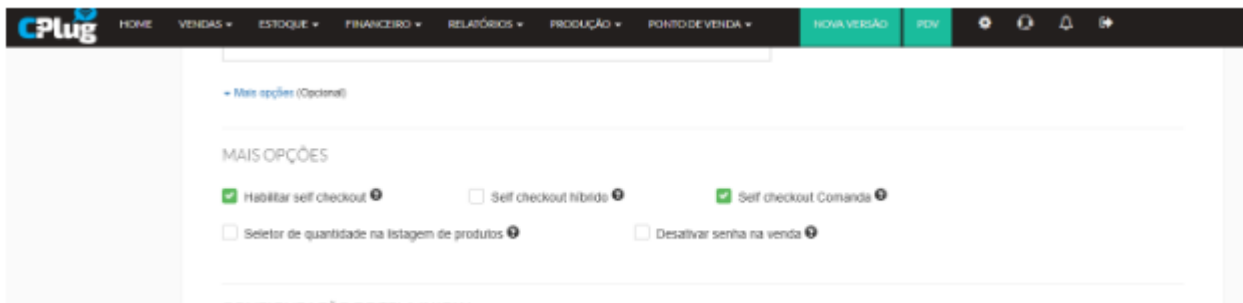 CPlug HOME VENDAS ESTOQUE FINANCEIRO RELATÓRIOS PRODUÇÃO PONTO DE VENDA NOVA VERSÃO PDV
Mais opções (Opcional)
MAIS OPÇÕES
Habilitar self checkout Self checkout híbrido Self checkout Comanda
Seletor de quantidade na listagem de produtos Desativar senha na venda